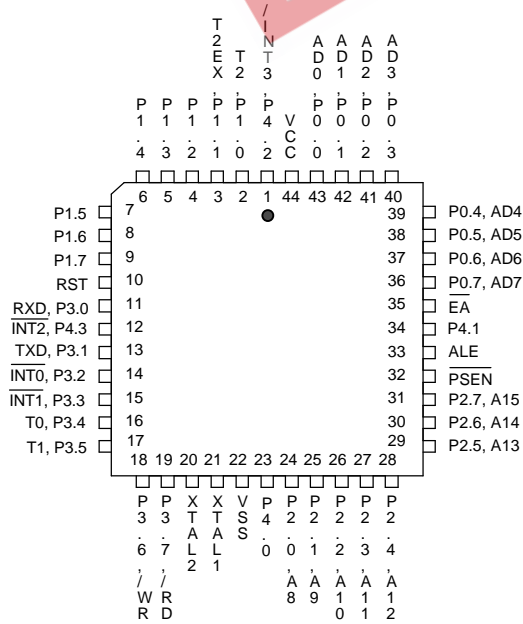 P1.4
P1.3
P1.2
T2EX,P1.1
T2,P1.0
/INT3,P4.2
VCC
AD0,P0.0
AD1,P0.1
AD2,P0.2
AD3,P0.3
6 5 4 3 2 1 44 43 42 41 40
P1.5 7
P1.6 8
P1.7 9
RST 10
RXD, P3.0 11
INT2, P4.3 12
TXD, P3.1 13
INT0, P3.2 14
INT1, P3.3 15
T0, P3.4 16
T1, P3.5 17
39 P0.4, AD4
38 P0.5, AD5
37 P0.6, AD6
36 P0.7, AD7
35 EA
34 P4.1
33 ALE
32 PSEN
31 P2.7, A15
30 P2.6, A14
29 P2.5, A13
18 19 20 21 22 23 24 25 26 27 28
P3.6,/WR
P3.7,/RD
XTAL2
XTAL1
VSS
P4.0
P2.0,A8
P2.1,A9
P2.2,A10
P2.3,A11
P2.4,A12